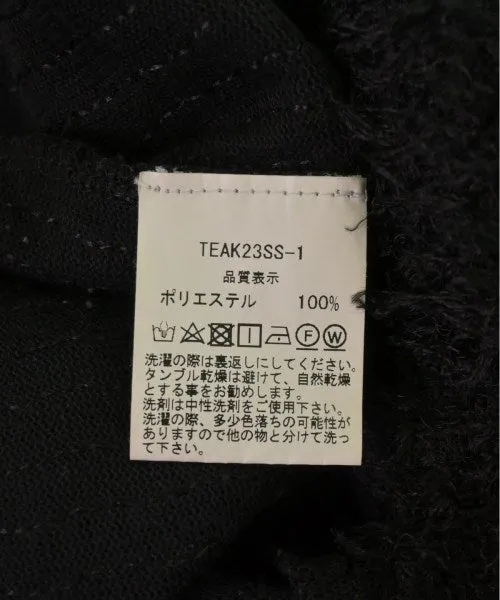 TEAK23SS-1
品質表示
ポリエステル 100%
F W
洗濯の際は裏返しにしてください。
タンブル乾燥は避けて、自然乾燥
とする事をお勧めします。
洗剤は中性洗剤をご使用下さい。
洗濯の際、多少色落ちの可能性が
ありますので他の物と分けて洗っ
て下さい。